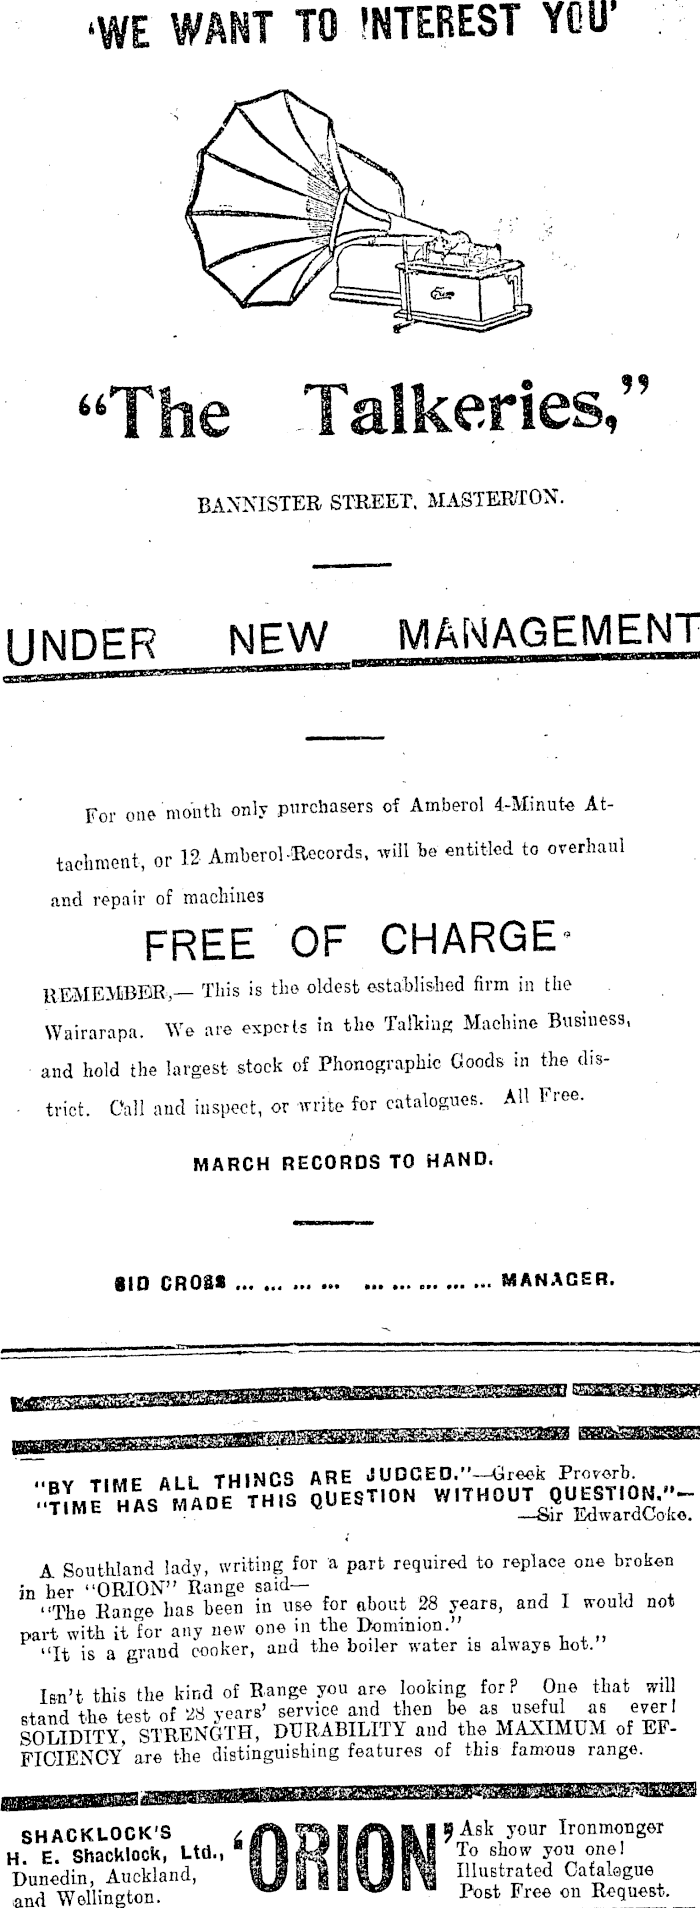 'WE WANT TO INTEREST YOU'
"The Talkeries,"
BANNISTER STREET, MASTERTON.
UNDER NEW MANAGEMENT
For one month only purchasers of Amberol 4-Minute At-
tachment, or 12 Amberol Records, will be entitled to overhaul
and repair of machines
FREE OF CHARGE
REMEMBER,— This is the oldest established firm in the
Wairarapa. We are experts in the Talking Machine Business,
and hold the largest stock of Phonographic Goods in the dis-
trict. Call and inspect, or write for catalogues. All Free.
MARCH RECORDS TO HAND.
SID CROSS ... ... ... ... ... ... ... ... ... MANAGER.
"BY TIME ALL THINGS ARE JUDGED."—Greek Proverb.
"TIME HAS MADE THIS QUESTION WITHOUT QUESTION."—
—Sir EdwardCoke.
A Southland lady, writing for a part required to replace one broken
in her "ORION" Range said—
"The Range has been in use for about 28 years, and I would not
part with it for any new one in the Dominion."
"It is a grand cooker, and the boiler water is always hot."
Isn't this the kind of Range you are looking for? One that will
stand the test of 28 years' service and then be as useful as ever!
SOLIDITY, STRENGTH, DURABILITY and the MAXIMUM of EF-
FICIENCY are the distinguishing features of this famous range.
SHACKLOCK'S
H. E. Shacklock, Ltd.,
Dunedin, Auckland,
and Wellington.
'ORION'
Ask your Ironmonger
To show you one!
Illustrated Catalogue
Post Free on Request.